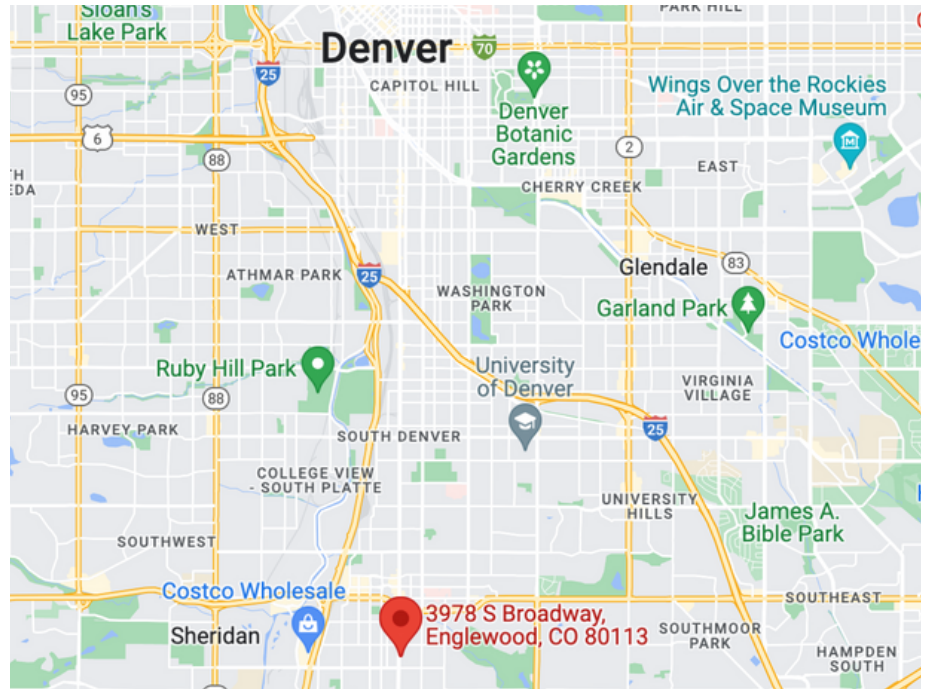 PARK HILL
Sloan's
Lake Park
Denver
70
25
CAPITOL HILL
Denver
Botanic
Gardens
Wings Over the Rockies
Air & Space Museum
95
6
88
2
EAST
CHERRY CREEK
WEST
ATHMAR PARK
25
WASHINGTON
PARK
Glendale
83
Garland Park
Costco Whole
Ruby Hill Park
University
of Denver
VIRGINIA
VILLAGE
95
88
HARVEY PARK
SOUTH DENVER
25
COLLEGE VIEW
- SOUTH PLATTE
UNIVERSITY
HILLS
James A.
Bible Park
SOUTHWEST
Costco Wholesale
SOUTHEAST
Sheridan
3978 S Broadway,
Englewood, CO 80113
SOUTHMOOR
PARK
HAMPDEN
SOUTH